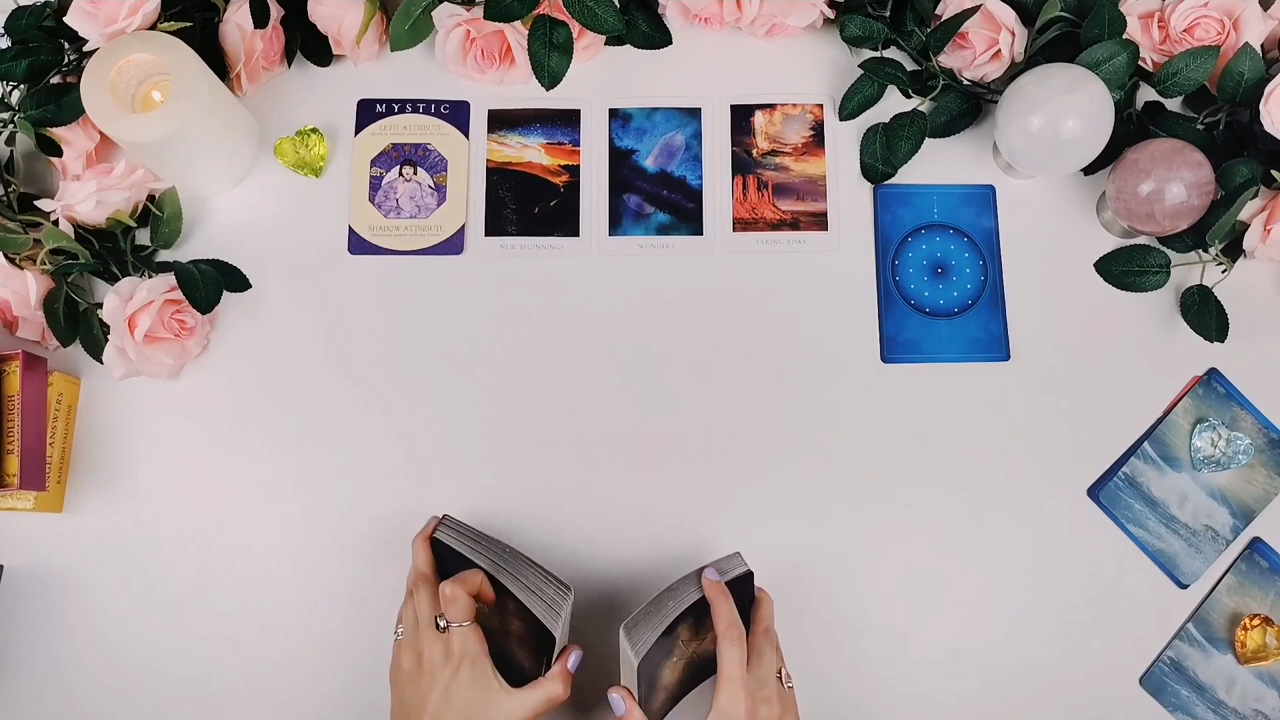 MYSTIC
LIGHT ATTRIBUTE
SHADOW ATTRIBUTE
NEW BEGINNINGS
WONDERS
TAKING RISKS
RADLEIGH
ANGEL ANSWERS
RADLEIGH VALENTINE